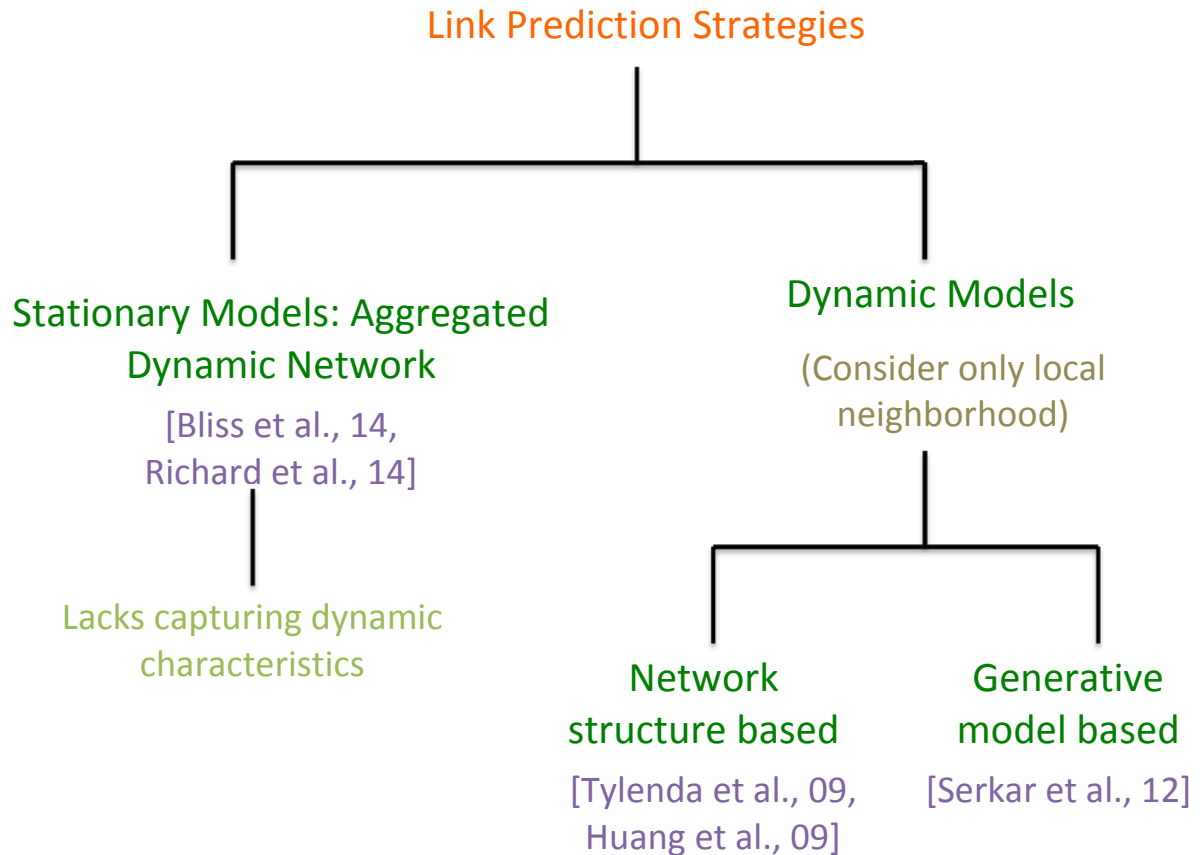 Link Prediction Strategies
Stationary Models: Aggregated
Dynamic Network
[Bliss et al., 14,
Richard et al., 14]
Lacks capturing dynamic
characteristics
Dynamic Models
(Consider only local
neighborhood)
Network
structure based
[Tylenda et al., 09,
Huang et al., 09]
Generative
model based
[Serkar et al., 12]